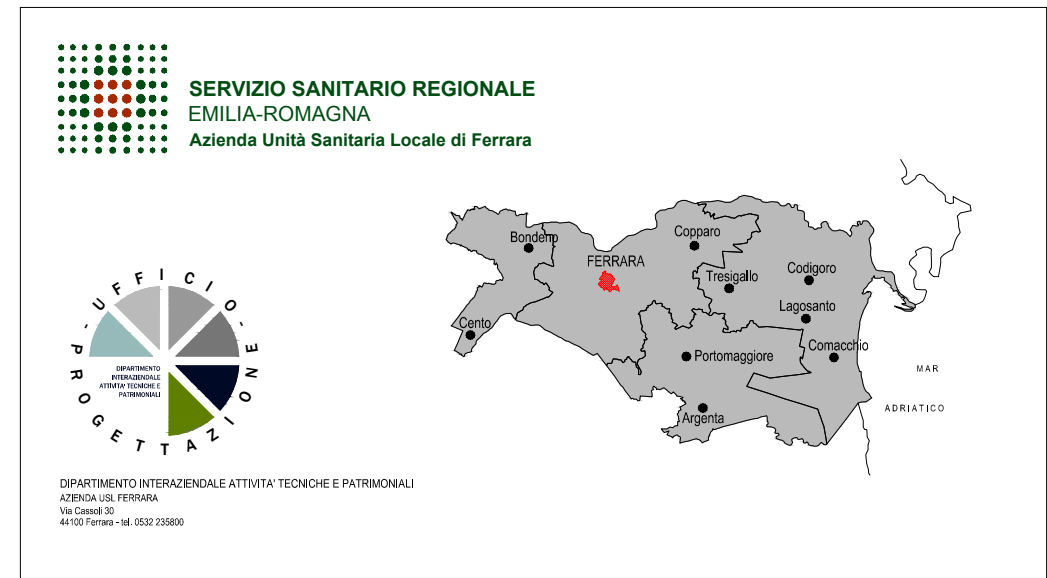 SERVIZIO SANITARIO REGIONALE
EMILIA-ROMAGNA
Azienda Unità Sanitaria Locale di Ferrara
Bondeno
Copparo
FERRARA
Tresigallo
Codigoro
Lagosanto
Cento
Portomaggiore
Comacchio
Argenta
MAR
ADRIATICO
- UFFICIO - PROGETTAZIONE
DIPARTIMENTO
INTERAZIENDALE
ATTIVITA' TECNICHE E
PATRIMONIALI
DIPARTIMENTO INTERAZIENDALE ATTIVITA' TECNICHE E PATRIMONIALI
AZIENDA USL FERRARA
Via Cassoli 30
44100 Ferrara - tel. 0532 235800